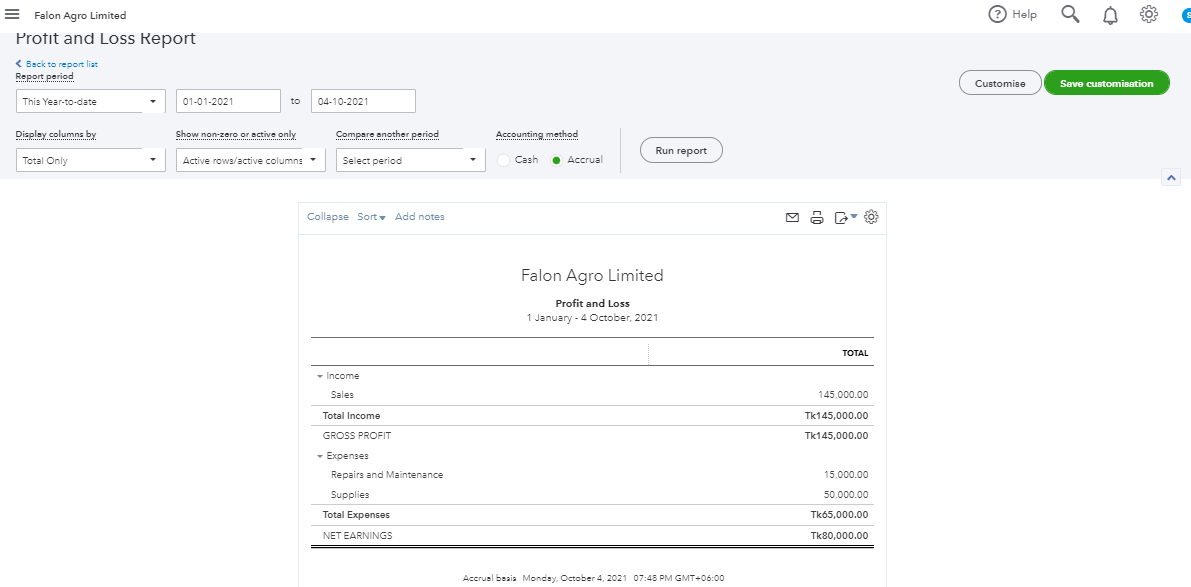 Falon Agro Limited
Help
Profit and Loss Report
Back to report list
Report period
This Year-to-date 01-01-2021 to 04-10-2021
Customise Save customisation
Display columns by Show non-zero or active only Compare another period Accounting method
Total Only Active rows/active columns Select period Cash Accrual
Run report
Collapse Sort Add notes
Falon Agro Limited
Profit and Loss
1 January - 4 October, 2021
TOTAL
Income
Sales 145,000.00
Total Income Tk145,000.00
GROSS PROFIT Tk145,000.00
Expenses
Repairs and Maintenance 15,000.00
Supplies 50,000.00
Total Expenses Tk65,000.00
NET EARNINGS Tk80,000.00
Accrual basis Monday, October 4, 2021 07:48 PM GMT+06:00